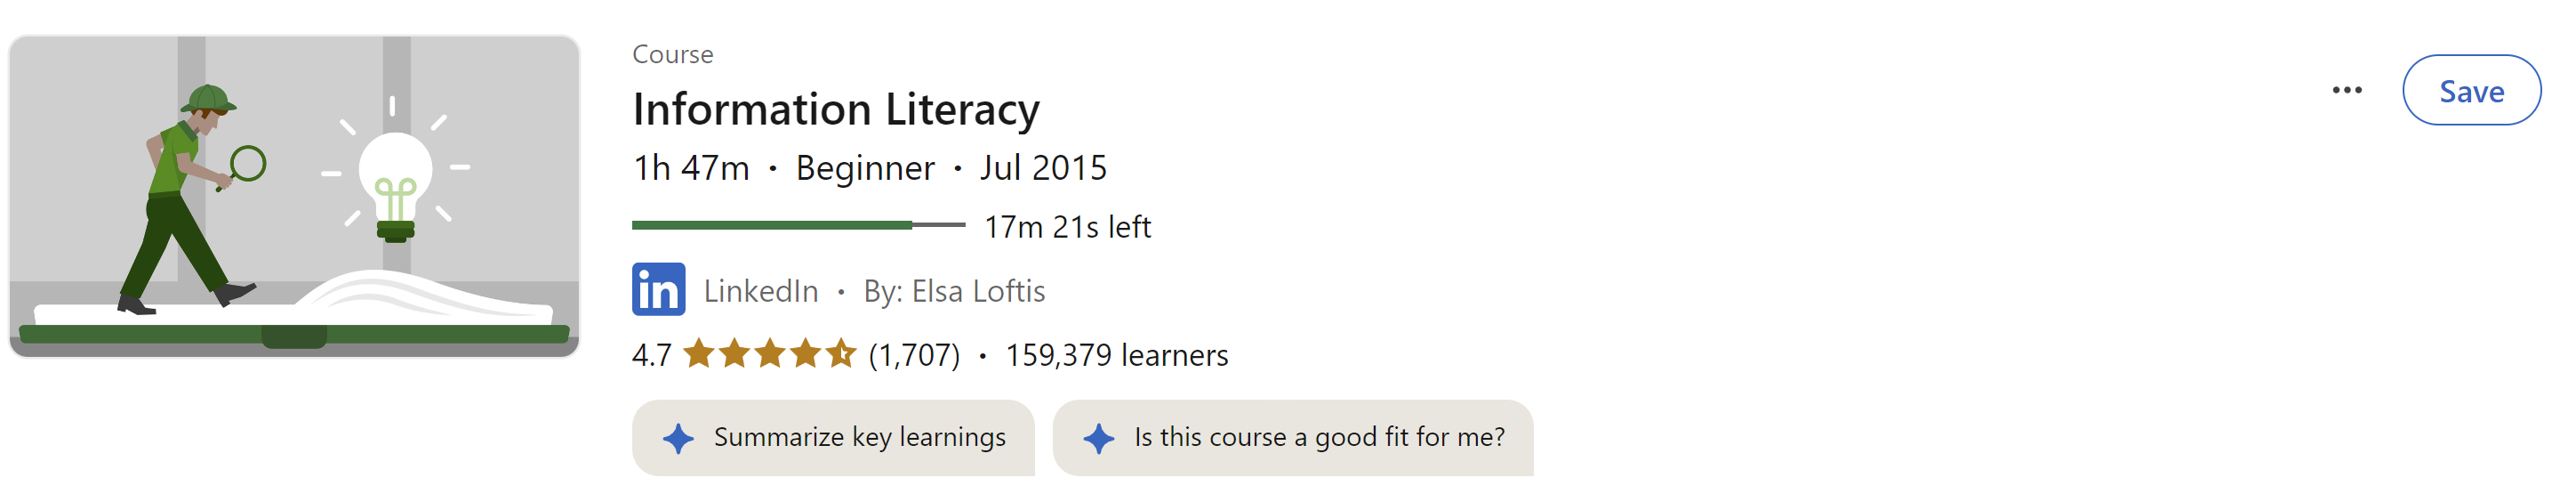 Course
Information Literacy
1h 47m · Beginner · Jul 2015
17m 21s left
in LinkedIn · By: Elsa Loftis
4.7 (1,707) · 159,379 learners
Summarize key learnings
Is this course a good fit for me?
Save